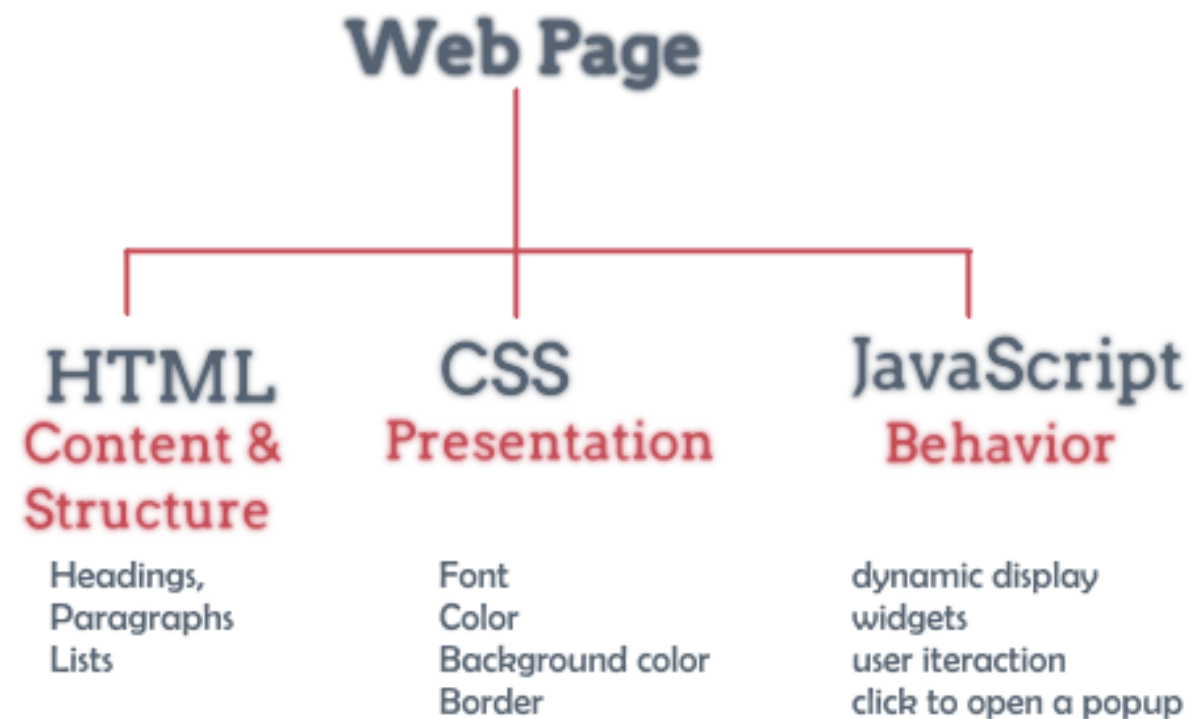 Web Page
HTML
Content &
Structure
Headings,
Paragraphs
Lists
CSS
Presentation
Font
Color
Background color
Border
JavaScript
Behavior
dynamic display
widgets
user iteraction
click to open a popup